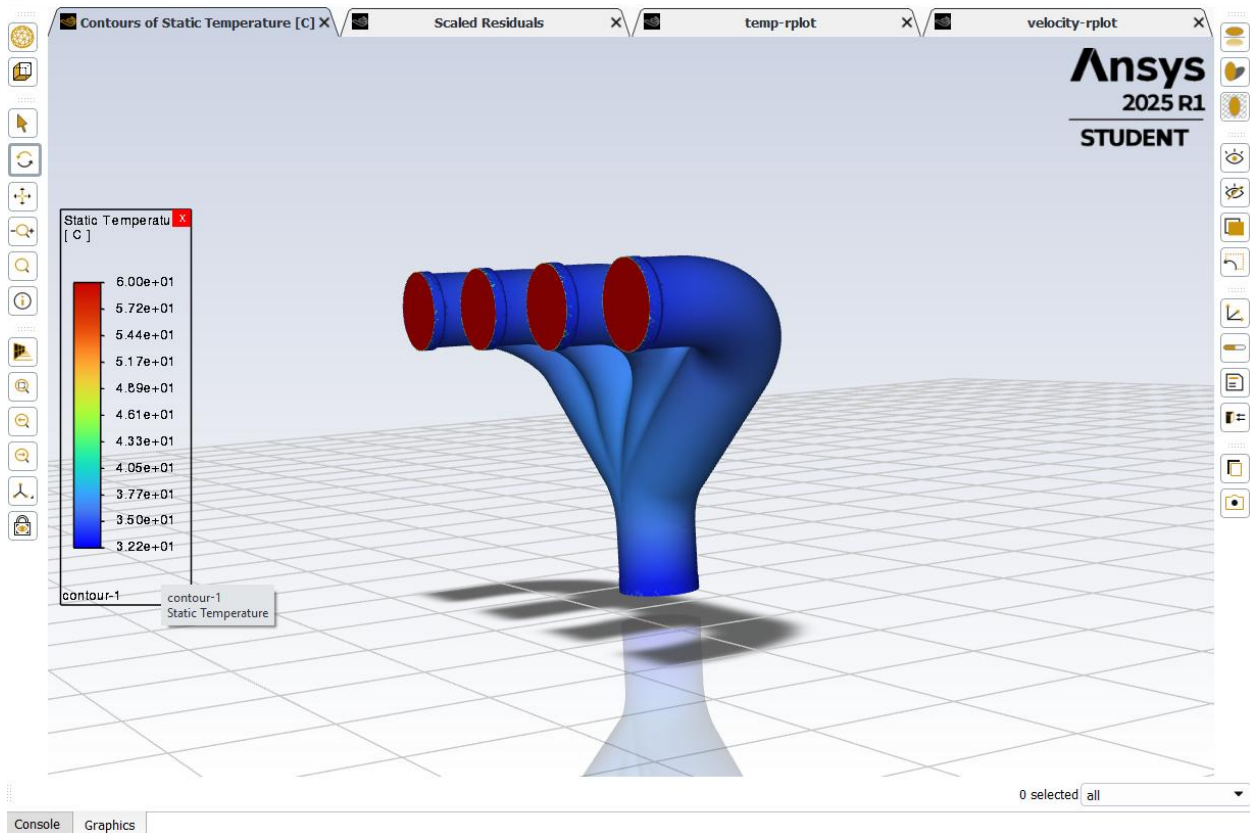 Contours of Static Temperature [C]
Scaled Residuals
temp-rplot
velocity-rplot
Ansys
2025 R1
STUDENT
Static Temperatu
[ C ]
6.00e+01
5.72e+01
5.44e+01
5.17e+01
4.89e+01
4.61e+01
4.33e+01
4.05e+01
3.77e+01
3.50e+01
3.22e+01
contour-1
contour-1
Static Temperature
0 selected all
Console Graphics